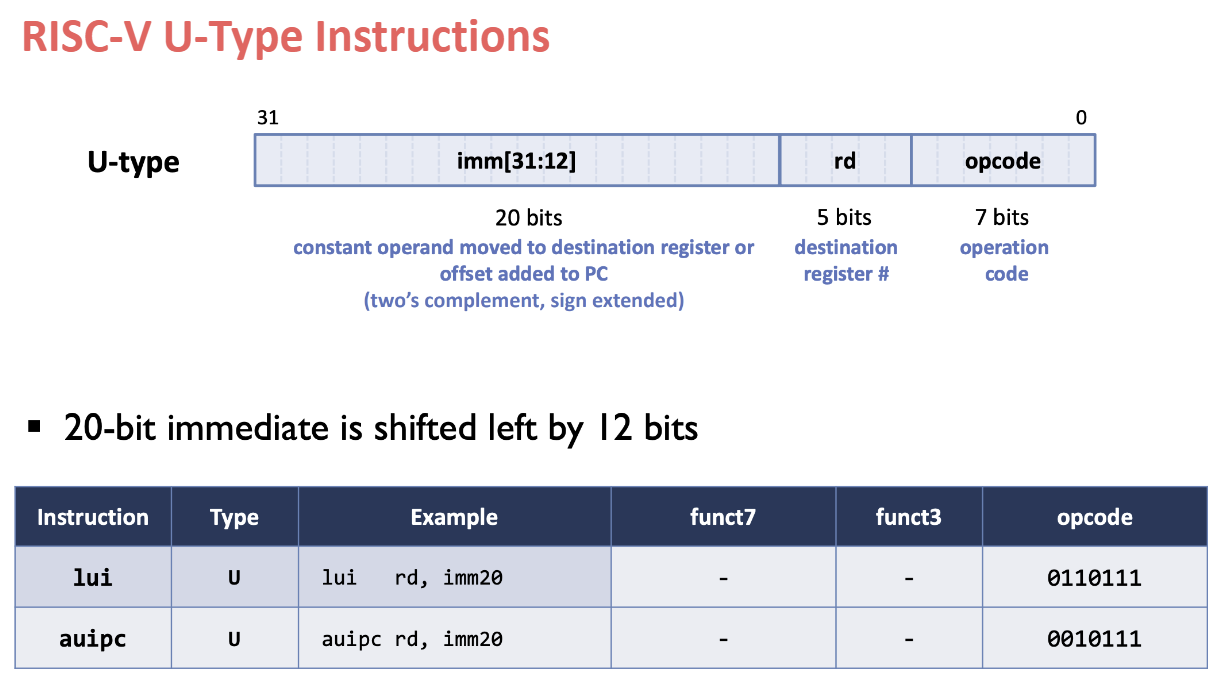 RISC-V U-Type Instructions
31 0
U-type imm[31:12] rd opcode
20 bits 5 bits 7 bits
constant operand moved to destination register or destination operation
offset added to PC register # code
(two’s complement, sign extended)
▪ 20-bit immediate is shifted left by 12 bits
Instruction Type Example funct7 funct3 opcode
lui U lui rd, imm20 - - 0110111
auipc U auipc rd, imm20 - - 0010111